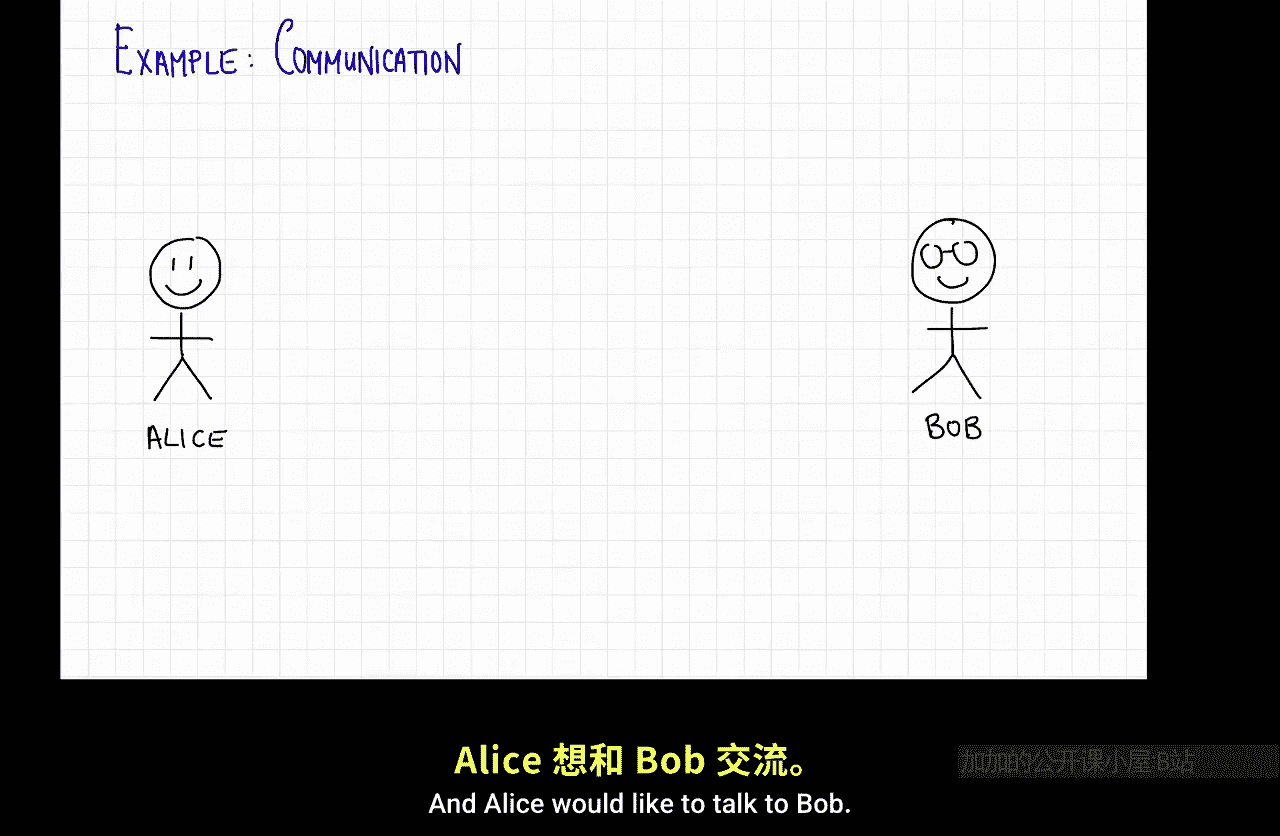 EXAMPLE: COMMUNICATION
ALICE
BOB
Alice 想和 Bob 交流。
加加的公开课小屋:B站
And Alice would like to talk to Bob.